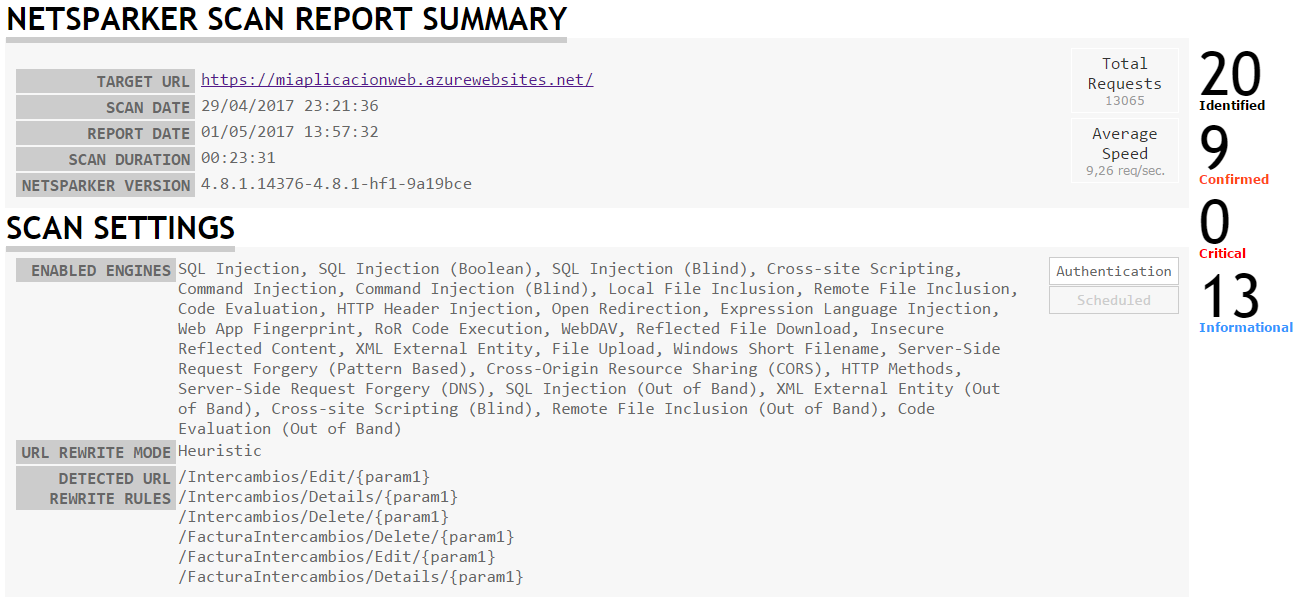 NETSPARKER SCAN REPORT SUMMARY
TARGET URL https://miaplicacionweb.azurewebsites.net/
SCAN DATE 29/04/2017 23:21:36
REPORT DATE 01/05/2017 13:57:32
SCAN DURATION 00:23:31
NETSPARKER VERSION 4.8.1.14376-4.8.1-hf1-9a19bce
Total
Requests
13065
Average
Speed
9,26 req/sec.
20
Identified
9
Confirmed
0
Critical
13
Informational
SCAN SETTINGS
ENABLED ENGINES SQL Injection, SQL Injection (Boolean), SQL Injection (Blind), Cross-site Scripting,
Command Injection, Command Injection (Blind), Local File Inclusion, Remote File Inclusion,
Code Evaluation, HTTP Header Injection, Open Redirection, Expression Language Injection,
Web App Fingerprint, RoR Code Execution, WebDAV, Reflected File Download, Insecure
Reflected Content, XML External Entity, File Upload, Windows Short Filename, Server-Side
Request Forgery (Pattern Based), Cross-Origin Resource Sharing (CORS), HTTP Methods,
Server-Side Request Forgery (DNS), SQL Injection (Out of Band), XML External Entity (Out
of Band), Cross-site Scripting (Blind), Remote File Inclusion (Out of Band), Code
Evaluation (Out of Band)
Authentication
Scheduled
URL REWRITE MODE Heuristic
DETECTED URL
REWRITE RULES
/Intercambios/Edit/{param1}
/Intercambios/Details/{param1}
/Intercambios/Delete/{param1}
/FacturaIntercambios/Delete/{param1}
/FacturaIntercambios/Edit/{param1}
/FacturaIntercambios/Details/{param1}